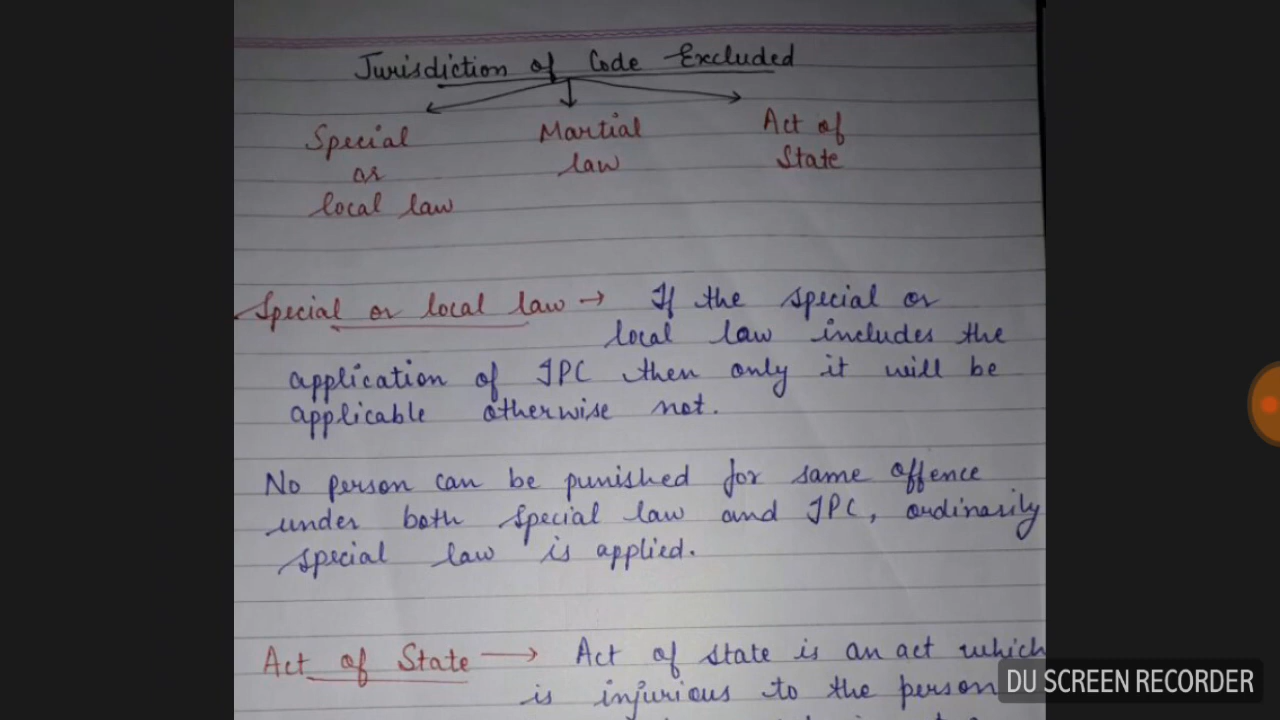 Jurisdiction of Code Excluded
Special or local law
Martial law
Act of State
Special or local law → If the special or
local law includes the
application of IPC then only it will be
applicable otherwise not.
No person can be punished for same offence
under both special law and IPC, ordinarily
special law is applied.
Act of State → Act of state is an act which
is injurious to the person
DU SCREEN RECORDER